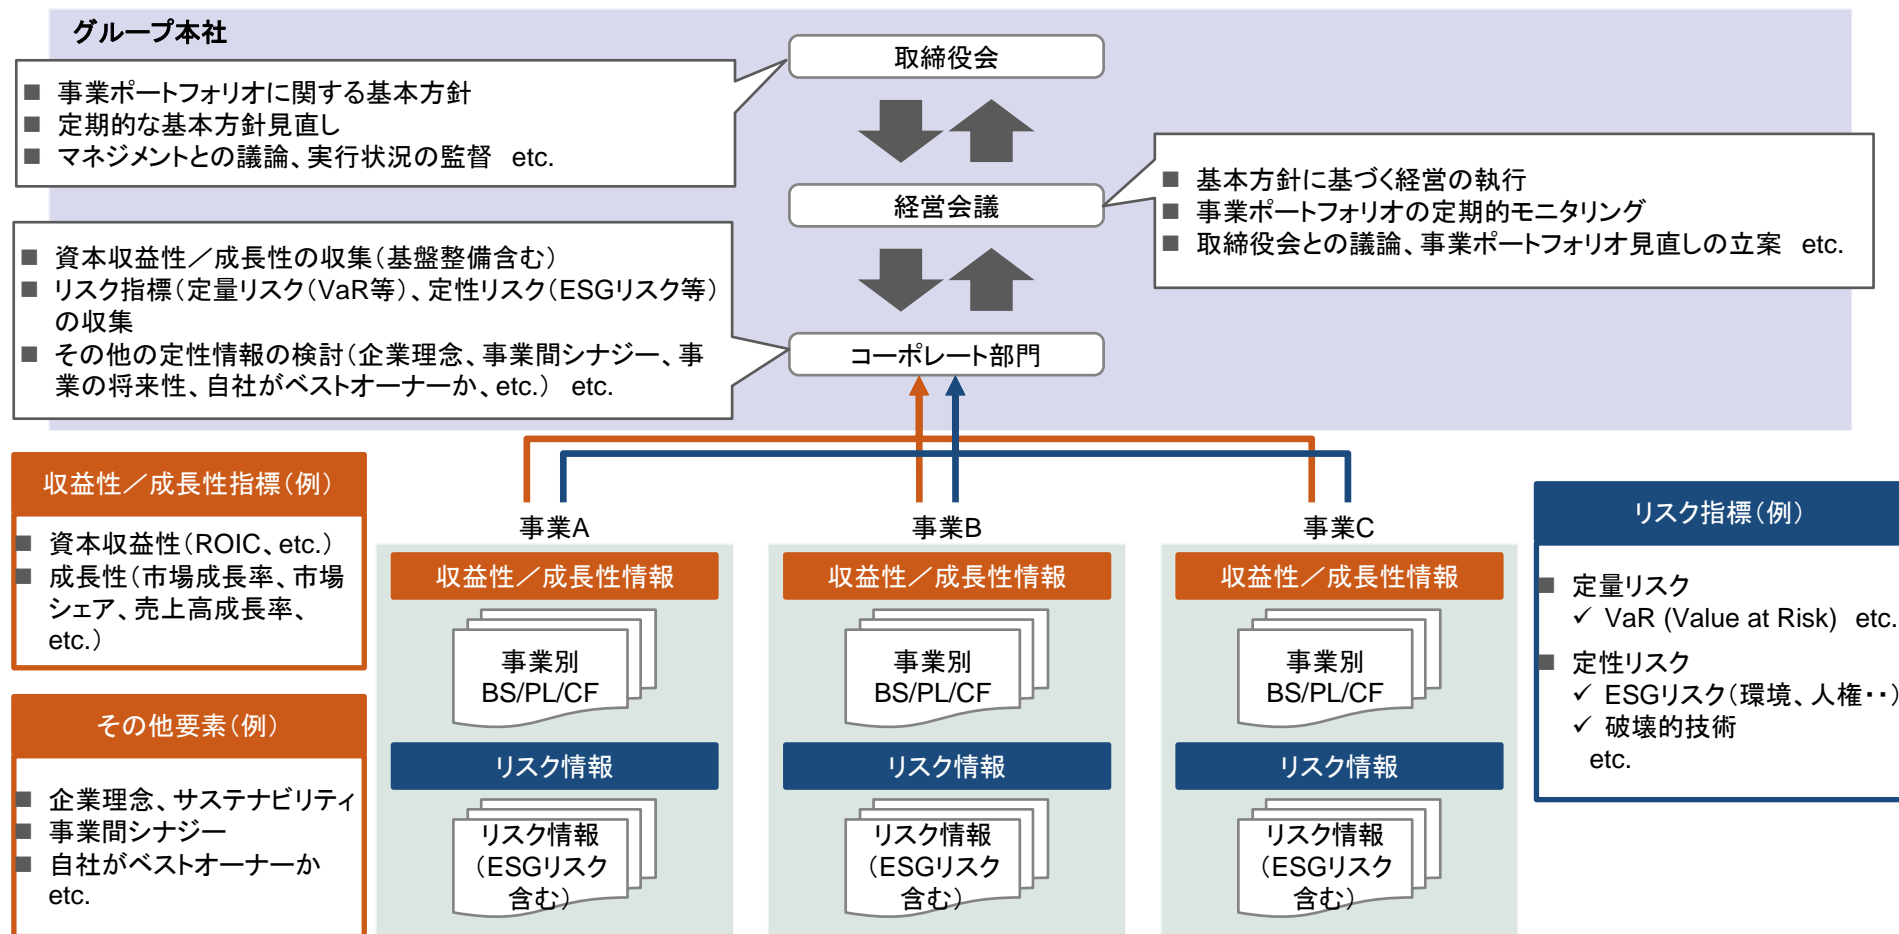 グループ本社
取締役会
■ 事業ポートフォリオに関する基本方針
■ 定期的な基本方針見直し
■ マネジメントとの議論、実行状況の監督 etc.
経営会議
■ 基本方針に基づく経営の執行
■ 事業ポートフォリオの定期的モニタリング
■ 取締役会との議論、事業ポートフォリオ見直しの立案 etc.
■ 資本収益性／成長性の収集（基盤整備含む）
■ リスク指標（定量リスク（VaR等）、定性リスク（ESGリスク等）
の収集
■ その他の定性情報の検討（企業理念、事業間シナジー、事
業の将来性、自社がベストオーナーか、etc.） etc.
コーポレート部門
収益性／成長性指標（例）
■ 資本収益性（ROIC、etc.）
■ 成長性（市場成長率、市場
シェア、売上高成長率、
etc.）
その他要素（例）
■ 企業理念、サステナビリティ
■ 事業間シナジー
■ 自社がベストオーナーか
etc.
事業A
収益性／成長性情報
事業別
BS/PL/CF
リスク情報
リスク情報
（ESGリスク
含む）
事業B
収益性／成長性情報
事業別
BS/PL/CF
リスク情報
リスク情報
（ESGリスク
含む）
事業C
収益性／成長性情報
事業別
BS/PL/CF
リスク情報
リスク情報
（ESGリスク
含む）
リスク指標（例）
■ 定量リスク
✓ VaR (Value at Risk) etc.
■ 定性リスク
✓ ESGリスク（環境、人権・・）
✓ 破壊的技術
etc.